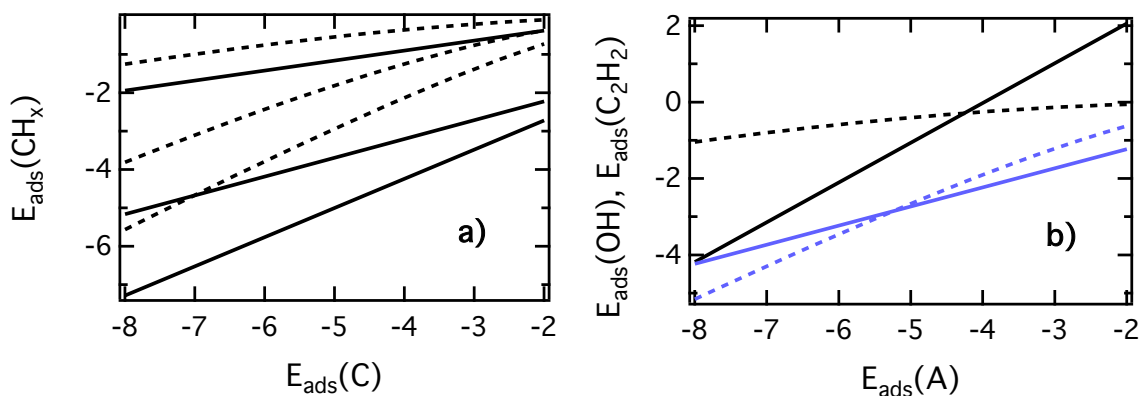 E_ads(CH_x)
-2
-4
-6
a)
-8 -7 -6 -5 -4 -3 -2
E_ads(C)
E_ads(OH), E_ads(C_2H_2)
2
0
-2
-4
b)
-8 -7 -6 -5 -4 -3 -2
E_ads(A)